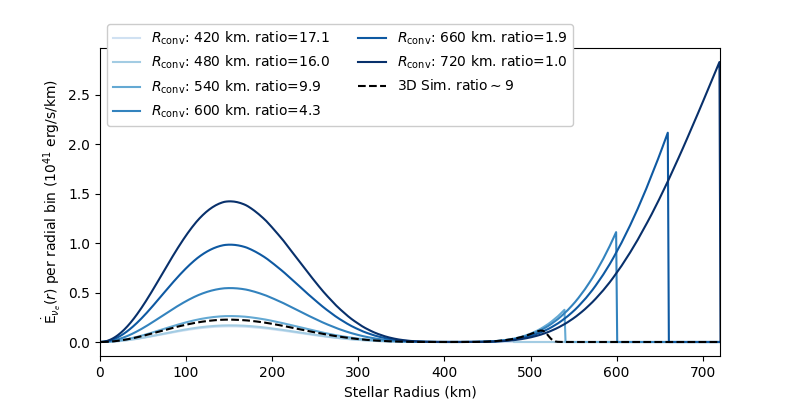 R_conv: 420 km. ratio=17.1
R_conv: 480 km. ratio=16.0
R_conv: 540 km. ratio=9.9
R_conv: 600 km. ratio=4.3
R_conv: 660 km. ratio=1.9
R_conv: 720 km. ratio=1.0
3D Sim. ratio ~ 9
Ė_νₑ(r) per radial bin (10⁴¹ erg/s/km)
2.5
2.0
1.5
1.0
0.5
0.0
0 100 200 300 400 500 600 700
Stellar Radius (km)